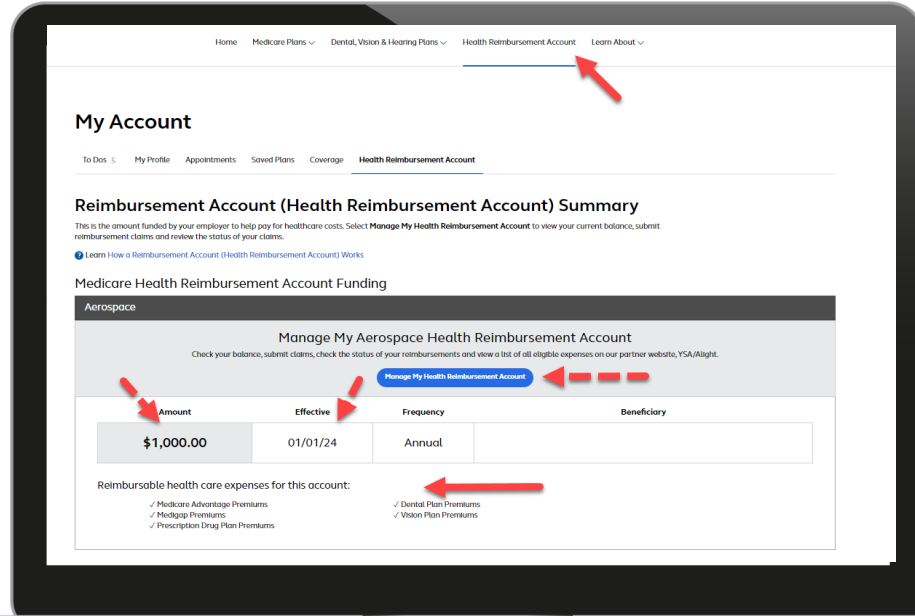 Home Medicare Plans Dental, Vision & Hearing Plans Health Reimbursement Account Learn About
My Account
To Dos 5 My Profile Appointments Saved Plans Coverage Health Reimbursement Account
Reimbursement Account (Health Reimbursement Account) Summary
This is the amount funded by your employer to help pay for healthcare costs. Select Manage My Health Reimbursement Account to view your current balance, submit
reimbursement claims and review the status of your claims.
? Learn How a Reimbursement Account (Health Reimbursement Account) Works
Medicare Health Reimbursement Account Funding
Aerospace
Manage My Aerospace Health Reimbursement Account
Check your balance, submit claims, check the status of your reimbursements and view a list of all eligible expenses on our partner website, YSA/Alight.
Manage My Health Reimbursement Account
Amount Effective Frequency Beneficiary
$1,000.00 01/01/24 Annual
Reimbursable health care expenses for this account:
✓ Medicare Advantage Premiums ✓ Dental Plan Premiums
✓ Medigap Premiums ✓ Vision Plan Premiums
✓ Prescription Drug Plan Premiums